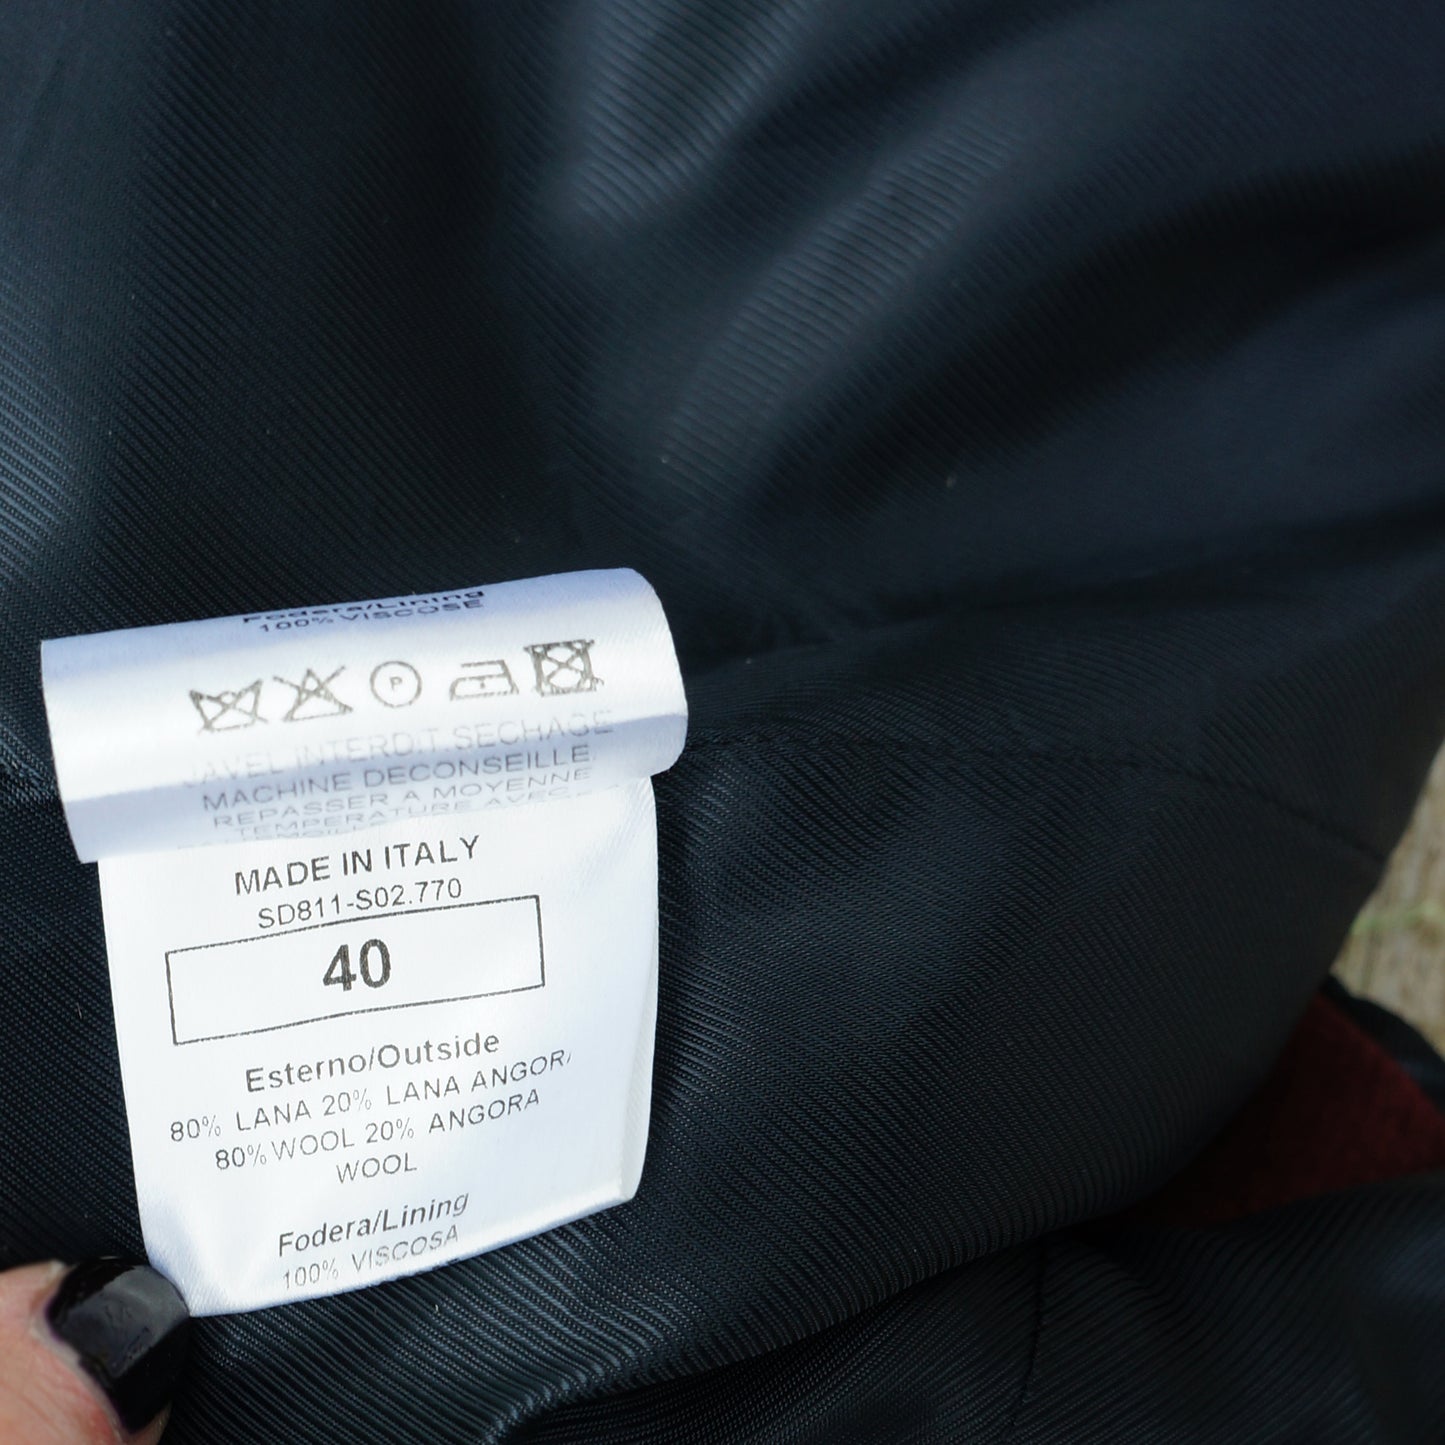 Fodera/Lining
100% VISCOSE
P
JAVEL INTERDIT.SECHAGE
MACHINE DECONSEILLE
REPASSER A MOYENNE
TEMPERATURE AVEC
MADE IN ITALY
SD811-S02.770
40
Esterno/Outside
80% LANA 20% LANA ANGOR
80% WOOL 20% ANGORA
WOOL
Fodera/Lining
100% VISCOSA